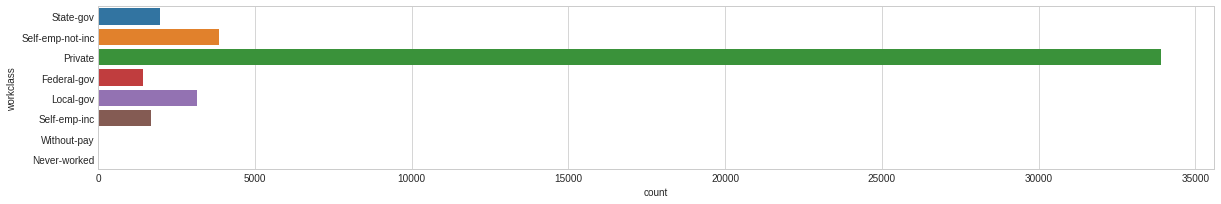 State-gov
Self-emp-not-inc
Private
Federal-gov
Local-gov
Self-emp-inc
Without-pay
Never-worked
workclass
0 5000 10000 15000 20000 25000 30000 35000
count